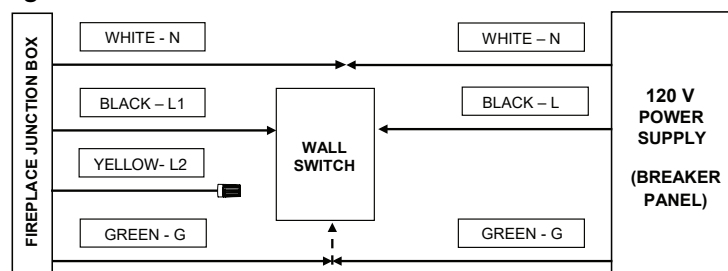 FIREPLACE JUNCTION BOX
WHITE - N
BLACK – L1
YELLOW- L2
GREEN - G
WALL
SWITCH
WHITE – N
BLACK – L
GREEN - G
120 V
POWER
SUPPLY
(BREAKER
PANEL)